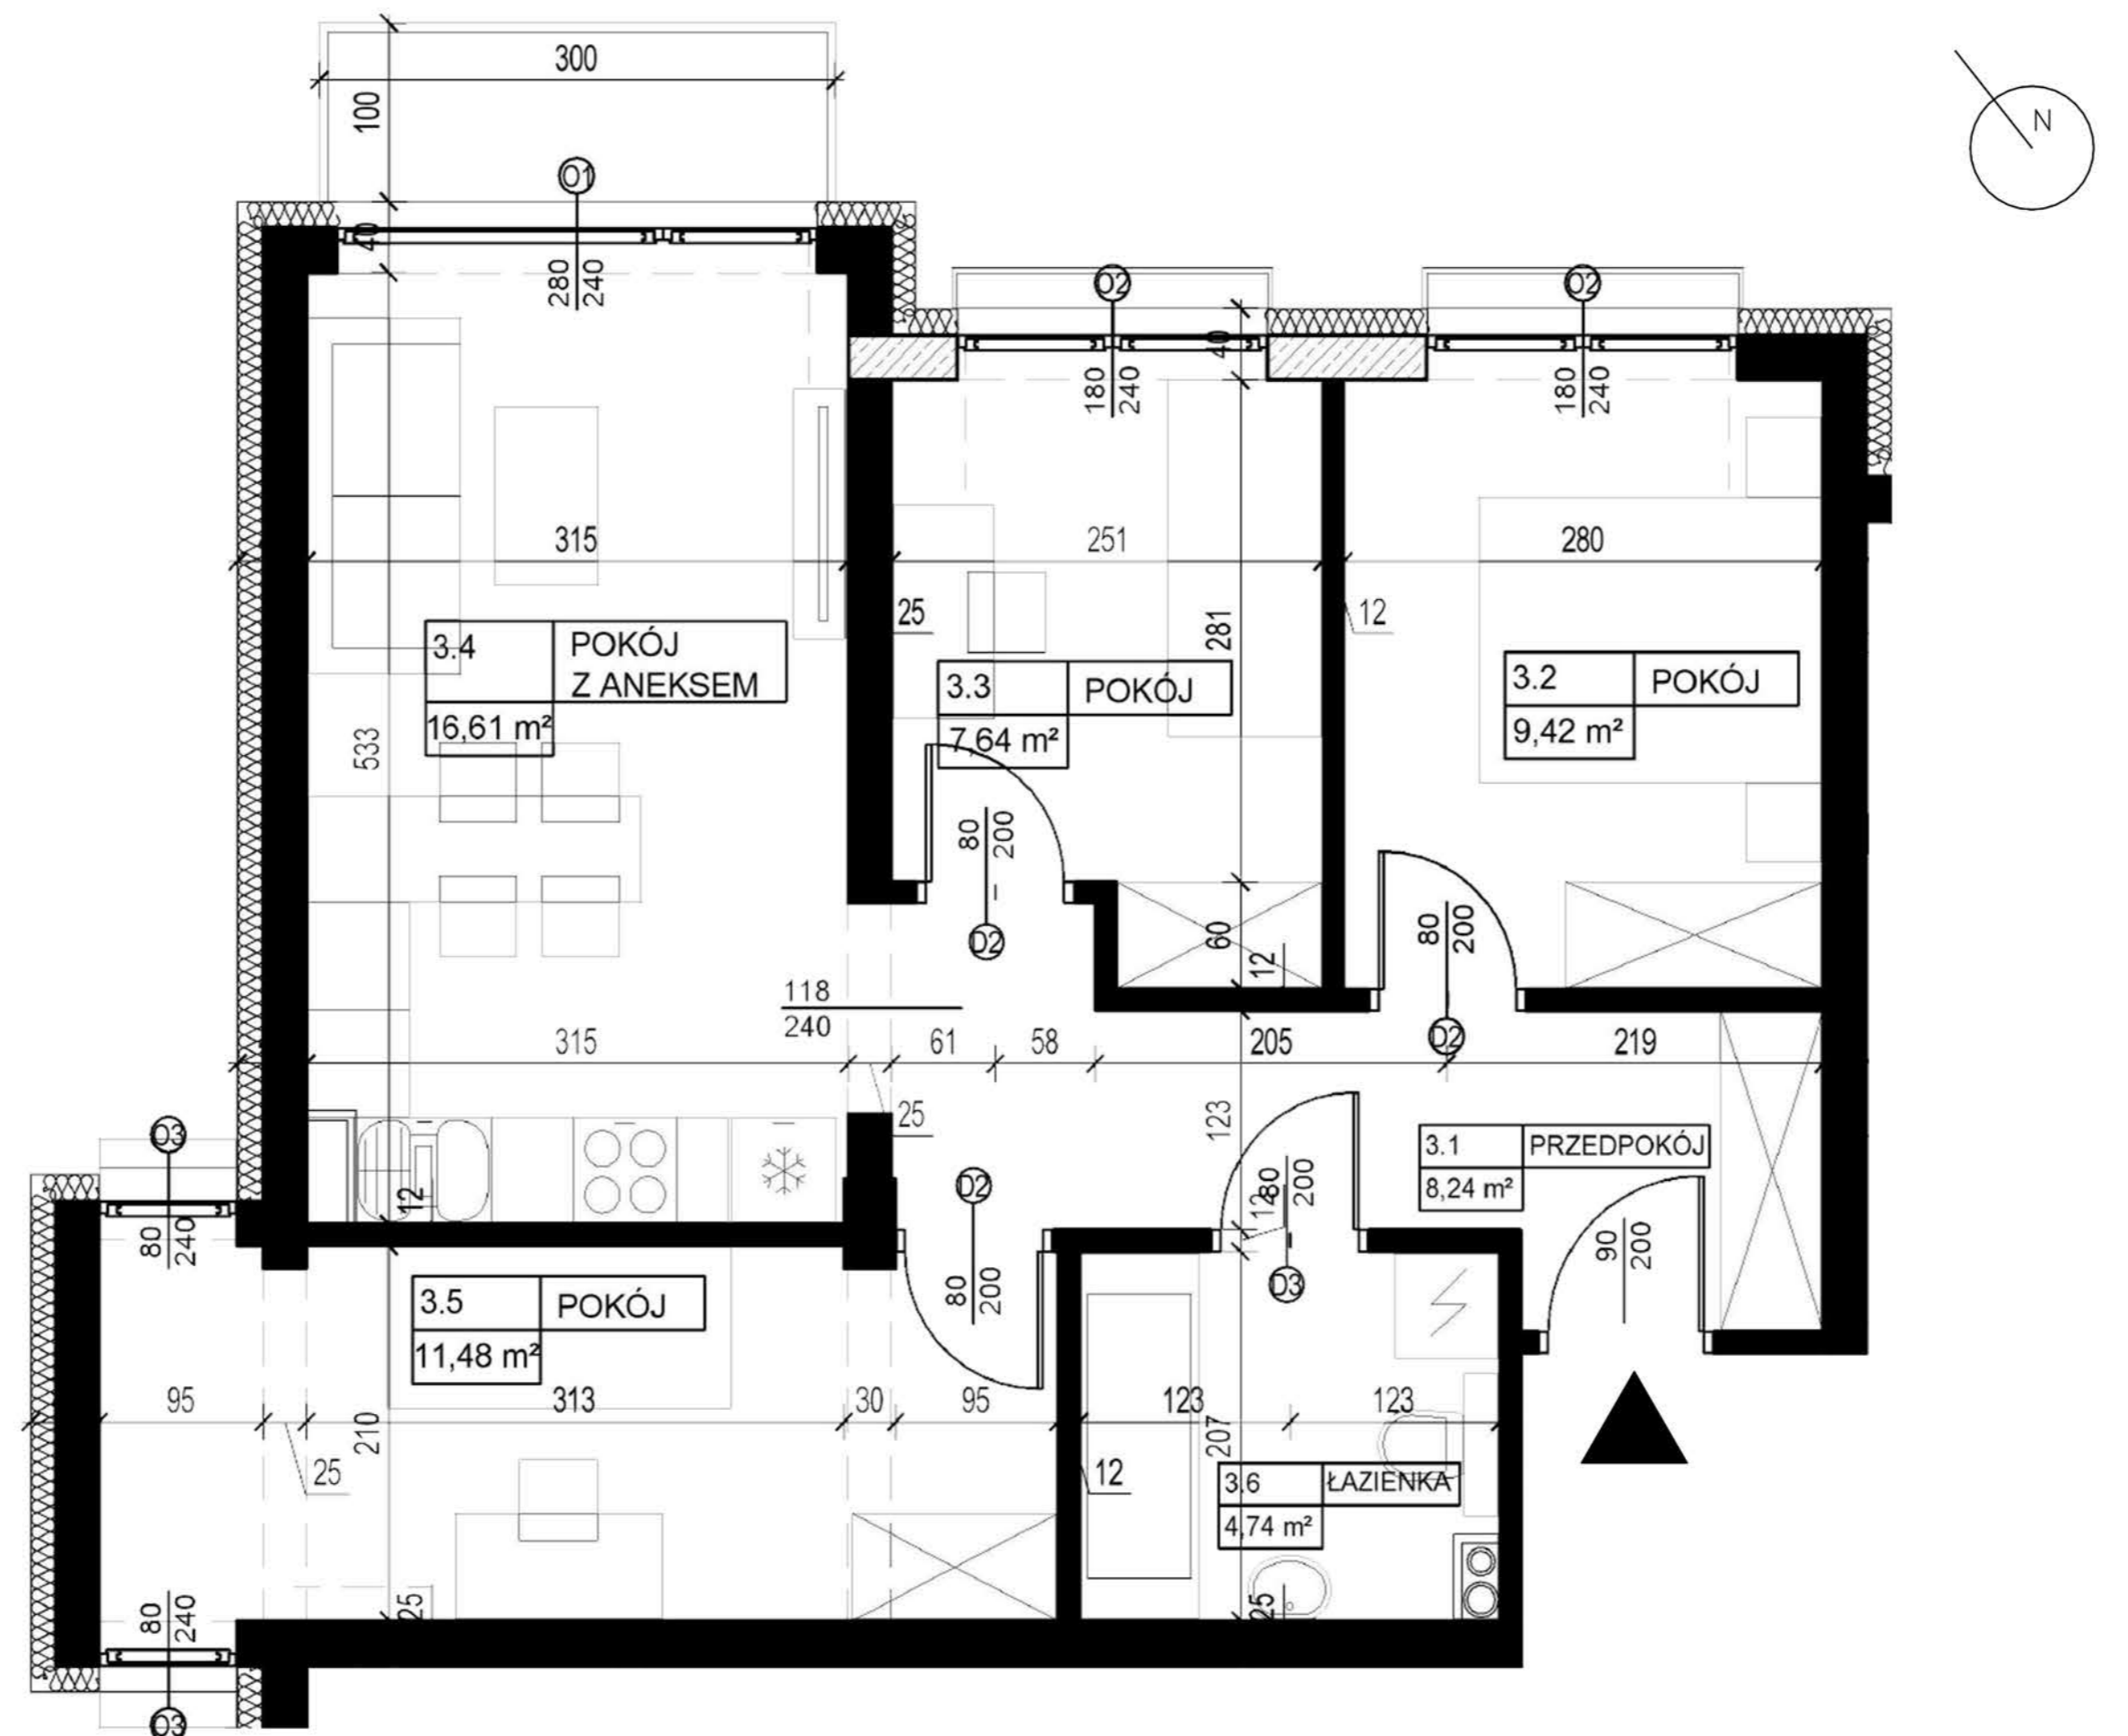 300
100
N
O1
40
280
240
O2
O2
40
180
240
180
240
315
251
280
25
281
12
3.4
POKÓJ
Z ANEKSEM
16,61 m²
3.3
POKÓJ
7,64 m²
3.2
POKÓJ
9,42 m²
533
80
200
D2
80
200
D2
60
12
118
240
315
61
58
205
219
25
123
O3
80
240
12
D2
80
200
12
80
200
D3
3.1
PRZEDPOKÓJ
8,24 m²
90
200
3.5
POKÓJ
11,48 m²
95
313
30
95
123
123
210
207
25
12
3.6
ŁAZIENKA
4,74 m²
80
240
25
25
O3